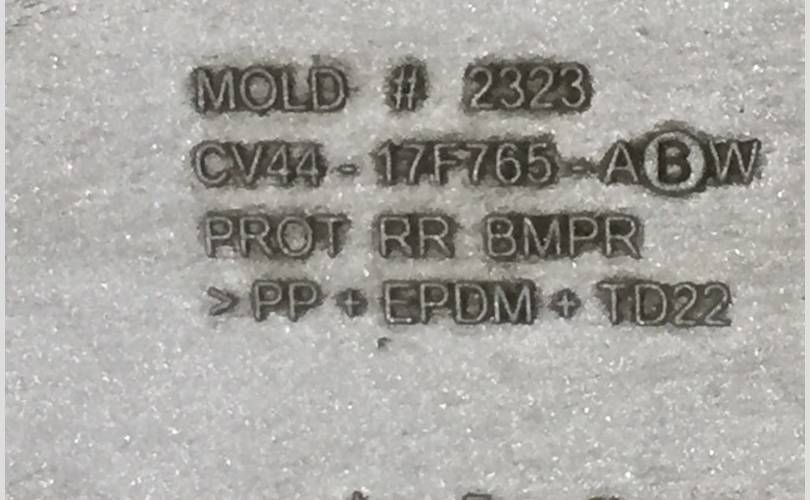 MOLD # 2323
CV44-17F765-ABW
PROT RR BMPR
>PP+EPDM+TD22